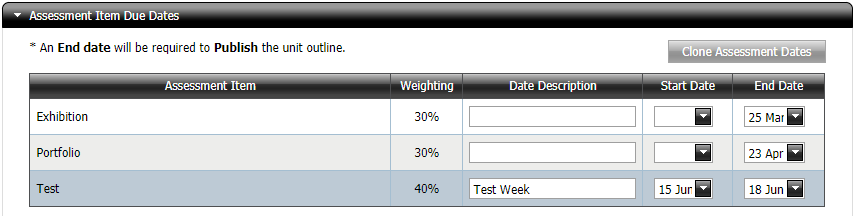 Assessment Item Due Dates
* An End date will be required to Publish the unit outline.
Clone Assessment Dates
Assessment Item Weighting Date Description Start Date End Date
Exhibition 30% 25 Mar
Portfolio 30% 23 Apr
Test 40% Test Week 15 Jun 18 Jun